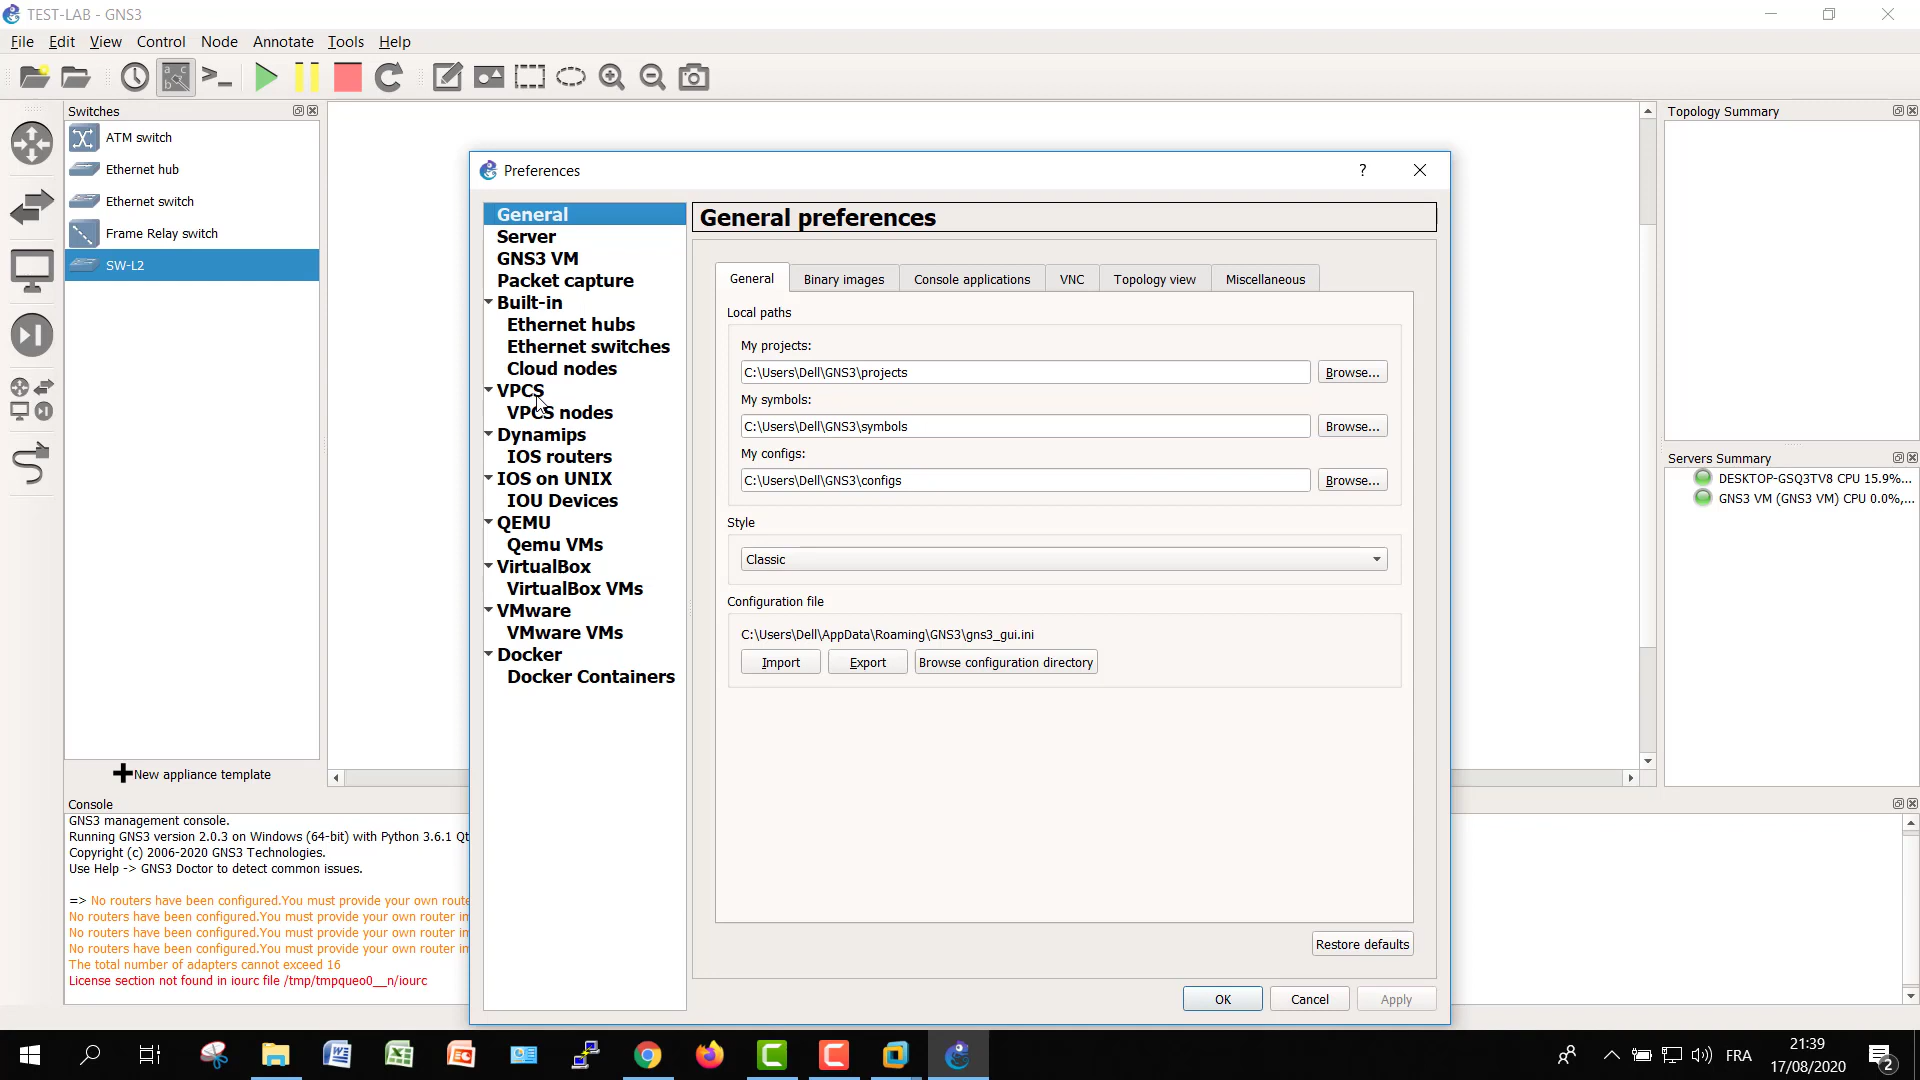 TEST-LAB - GNS3
File Edit View Control Node Annotate Tools Help
Switches
ATM switch
Ethernet hub
Ethernet switch
Frame Relay switch
SW-L2
New appliance template
Preferences
?
General
Server
GNS3 VM
Packet capture
Built-in
Ethernet hubs
Ethernet switches
Cloud nodes
VPCS
VPCS nodes
Dynamips
IOS routers
IOS on UNIX
IOU Devices
QEMU
Qemu VMs
VirtualBox
VirtualBox VMs
VMware
VMware VMs
Docker
Docker Containers
General preferences
General Binary images Console applications VNC Topology view Miscellaneous
Local paths
My projects:
C:\Users\Dell\GNS3\projects Browse...
My symbols:
C:\Users\Dell\GNS3\symbols Browse...
My configs:
C:\Users\Dell\GNS3\configs Browse...
Style
Classic
Configuration file
C:\Users\Dell\AppData\Roaming\GNS3\gns3_gui.ini
Import Export Browse configuration directory
Restore defaults
OK Cancel Apply
Topology Summary
Servers Summary
DESKTOP-GSQ3TV8 CPU 15.9%...
GNS3 VM (GNS3 VM) CPU 0.0%,...
Console
GNS3 management console.
Running GNS3 version 2.0.3 on Windows (64-bit) with Python 3.6.1 Qt
Copyright (c) 2006-2020 GNS3 Technologies.
Use Help -> GNS3 Doctor to detect common issues.
=> No routers have been configured.You must provide your own route
No routers have been configured.You must provide your own router in
No routers have been configured.You must provide your own router in
No routers have been configured.You must provide your own router in
The total number of adapters cannot exceed 16
License section not found in iourc file /tmp/tmpqueo0__n/iourc
FRA
21:39
17/08/2020
2